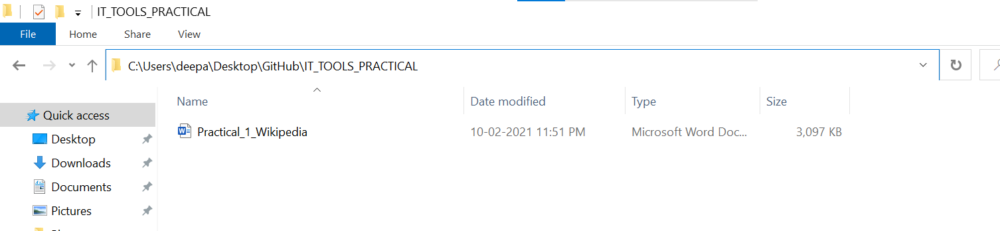 IT_TOOLS_PRACTICAL
File Home Share View
C:\Users\deepa\Desktop\GitHub\IT_TOOLS_PRACTICAL
Name Date modified Type Size
Quick access
Practical_1_Wikipedia 10-02-2021 11:51 PM Microsoft Word Doc... 3,097 KB
Desktop
Downloads
Documents
Pictures